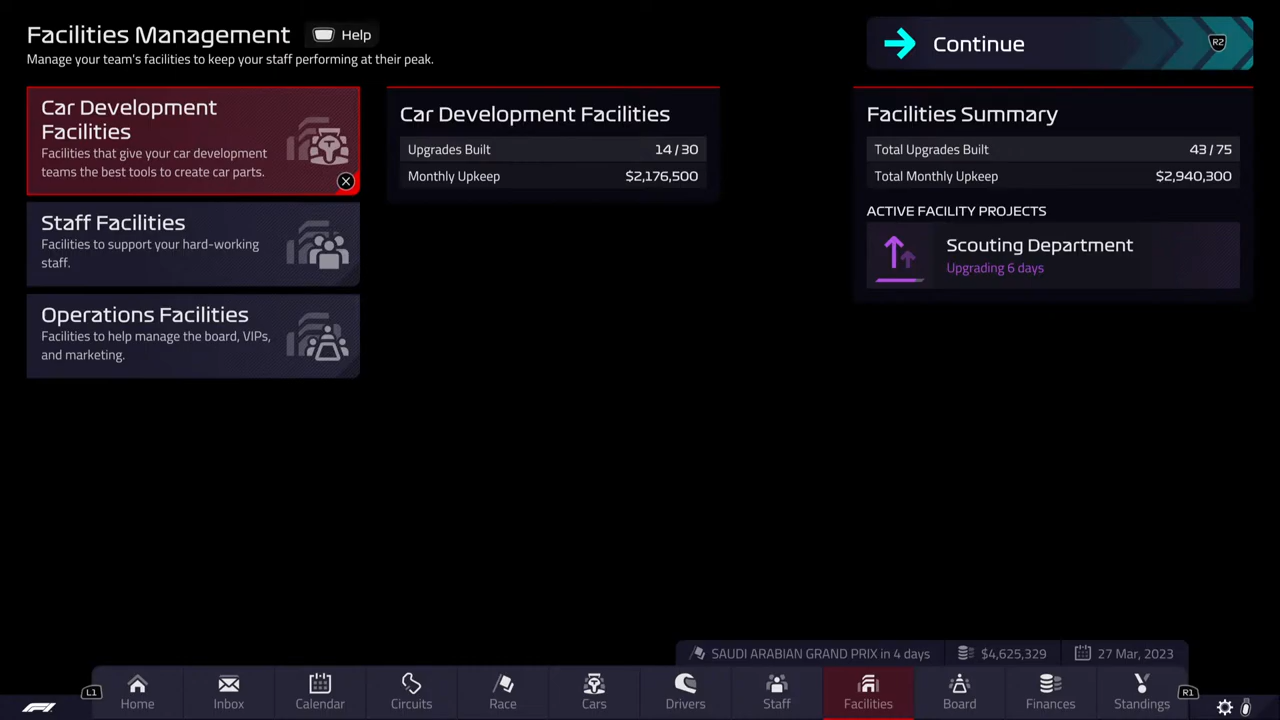 Facilities Management
Help
Manage your team's facilities to keep your staff performing at their peak.
Continue
R2
Car Development
Facilities
Facilities that give your car development
teams the best tools to create car parts.
Staff Facilities
Facilities to support your hard-working
staff.
Operations Facilities
Facilities to help manage the board, VIPs,
and marketing.
Car Development Facilities
Upgrades Built 14 / 30
Monthly Upkeep $2,176,500
Facilities Summary
Total Upgrades Built 43 / 75
Total Monthly Upkeep $2,940,300
ACTIVE FACILITY PROJECTS
Scouting Department
Upgrading 6 days
SAUDI ARABIAN GRAND PRIX in 4 days $4,625,329 27 Mar, 2023
L1 Home Inbox Calendar Circuits Race Cars Drivers Staff Facilities Board Finances Standings R1
F1